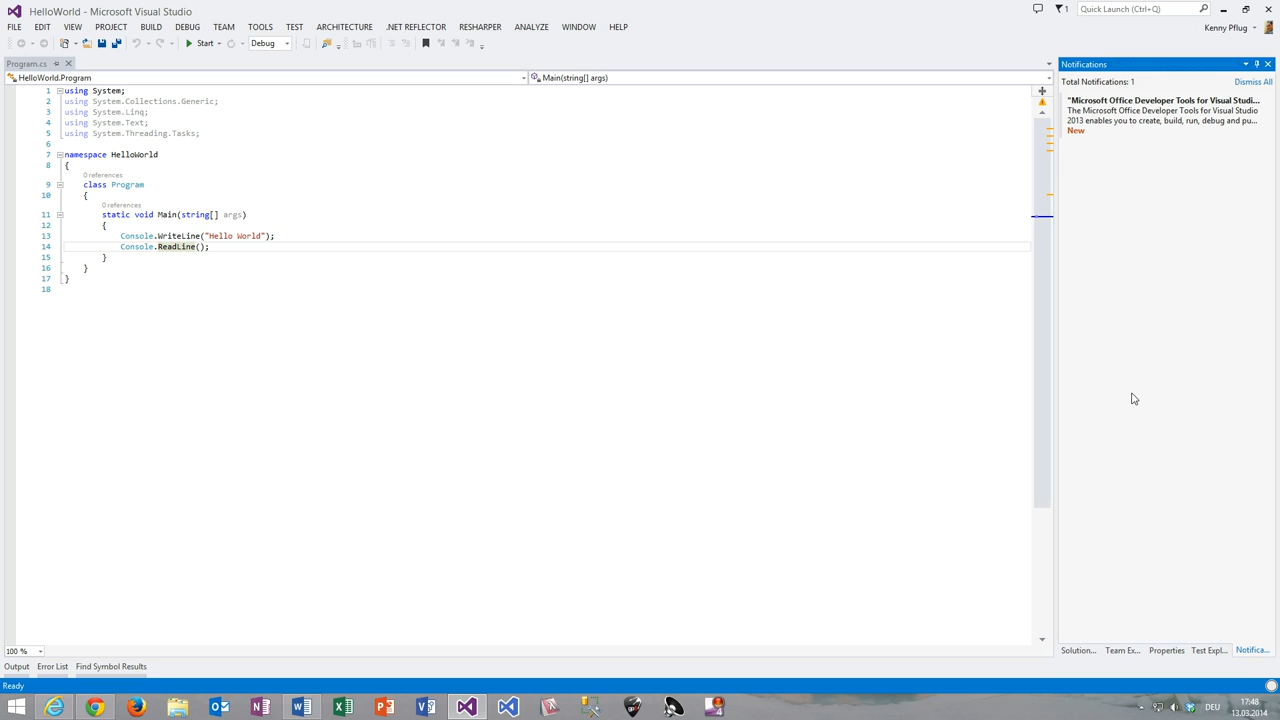 HelloWorld - Microsoft Visual Studio
1
Quick Launch (Ctrl+Q)
FILE EDIT VIEW PROJECT BUILD DEBUG TEAM TOOLS TEST ARCHITECTURE REFLECTOR RESHARPER ANALYZE WINDOW HELP
Kenny Pflug
Start
Debug
Program.cs
HelloWorld.Program
Main(string[] args)
1 using System;
2 using System.Collections.Generic;
3 using System.Linq;
4 using System.Text;
5 using System.Threading.Tasks;
6
7 namespace HelloWorld
8 {
0 references
9 class Program
10 {
0 references
11 static void Main(string[] args)
12 {
13 Console.WriteLine("Hello World");
14 Console.ReadLine();
15 }
16 }
17 }
18
Notifications
Total Notifications: 1 Dismiss All
"Microsoft Office Developer Tools for Visual Studi...
The Microsoft Office Developer Tools for Visual Studio
2013 enables you to create, build, run, debug and pu...
New
100 %
Solution... Team Ex... Properties Test Expl... Notifica...
Output Error List Find Symbol Results
Ready
DEU
17:48
13.03.2014